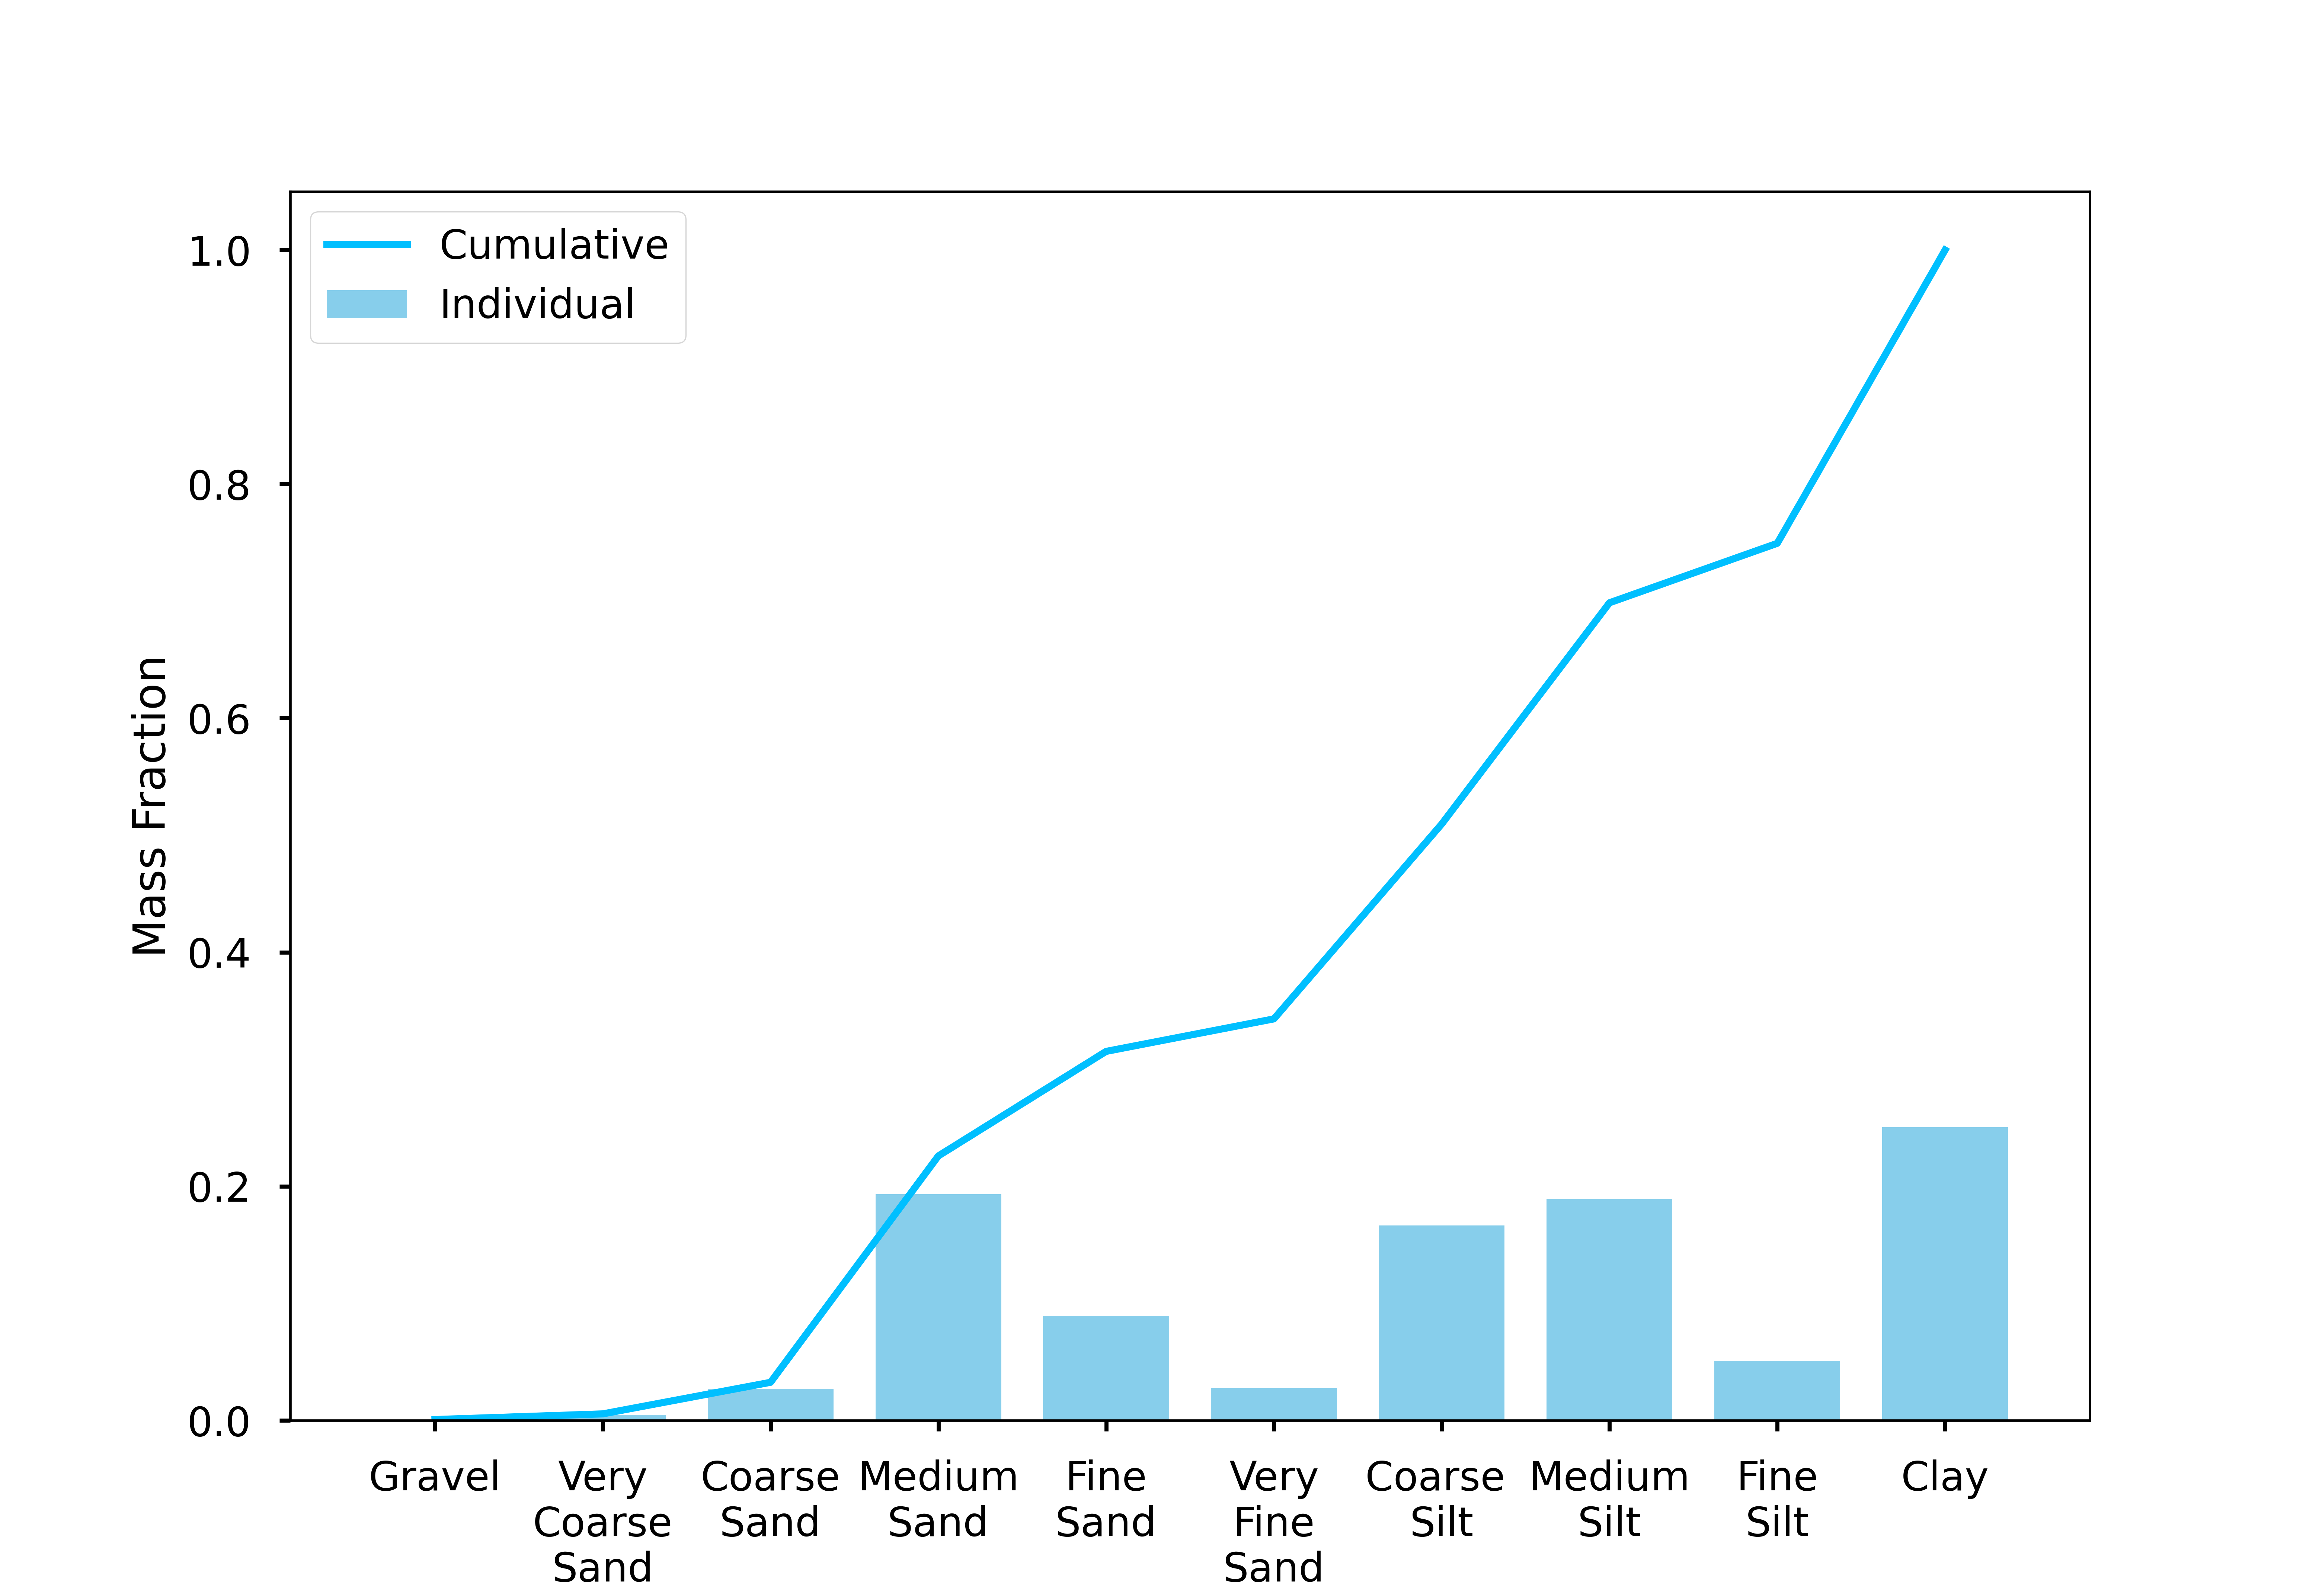 Cumulative
Individual
1.0
0.8
0.6
0.4
0.2
0.0
Mass Fraction
Gravel
Very
Coarse
Sand
Coarse
Sand
Medium
Sand
Fine
Sand
Very
Fine
Sand
Coarse
Silt
Medium
Silt
Fine
Silt
Clay